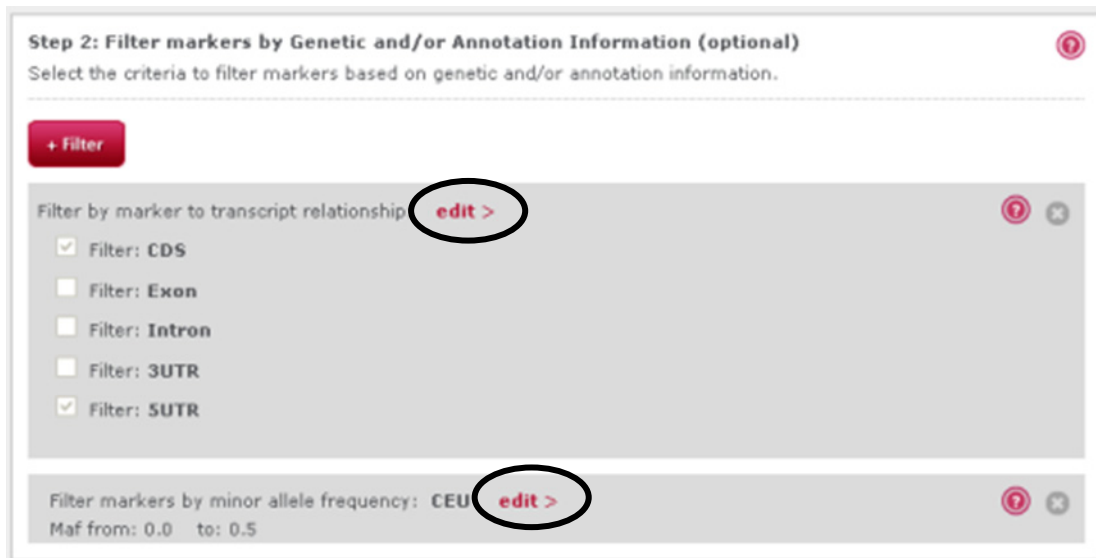 Step 2: Filter markers by Genetic and/or Annotation Information (optional)
Select the criteria to filter markers based on genetic and/or annotation information.
+ Filter
Filter by marker to transcript relationship edit >
Filter: CDS
Filter: Exon
Filter: Intron
Filter: 3UTR
Filter: 5UTR
Filter markers by minor allele frequency: CEU edit >
Maf from: 0.0 to: 0.5